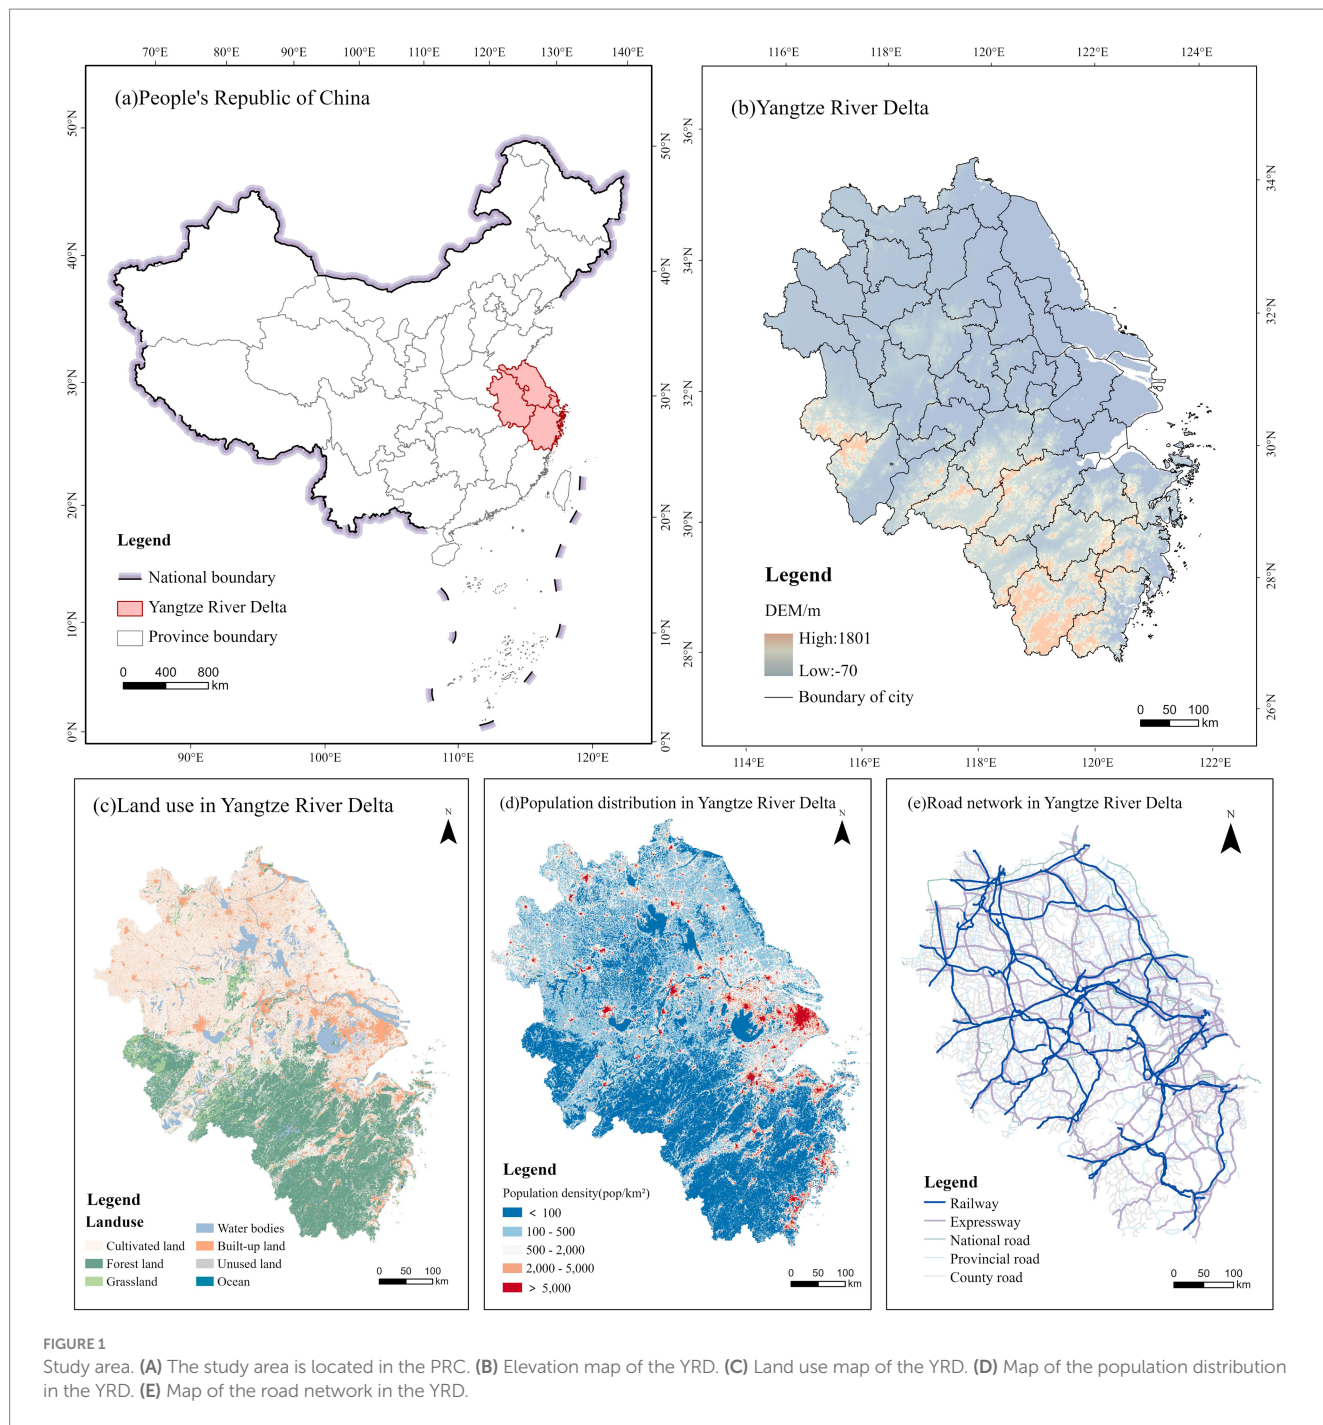 70°E 80°E 90°E 100°E 110°E 120°E 130°E 140°E
(a)People's Republic of China
50°N
40°N
30°N
20°N
10°N
0°N
50°N
40°N
30°N
20°N
10°N
0°N
Legend
National boundary
Yangtze River Delta
Province boundary
0 400 800
km
90°E 100°E 110°E 120°E
116°E 118°E 120°E 122°E 124°E
(b)Yangtze River Delta
36°N
34°N
32°N
30°N
28°N
34°N
32°N
30°N
28°N
26°N
Legend
DEM/m
High:1801
Low:-70
Boundary of city
0 50 100
km
114°E 116°E 118°E 120°E 122°E
(c)Land use in Yangtze River Delta
N
Legend
Landuse
Cultivated land
Forest land
Grassland
Water bodies
Built-up land
Unused land
Ocean
0 50 100
km
(d)Population distribution in Yangtze River Delta
N
Legend
Population density(pop/km²)
< 100
100 - 500
500 - 2,000
2,000 - 5,000
> 5,000
0 50 100
km
(e)Road network in Yangtze River Delta
N
Legend
Railway
Expressway
National road
Provincial road
County road
0 50 100
km
FIGURE 1
Study area. (A) The study area is located in the PRC. (B) Elevation map of the YRD. (C) Land use map of the YRD. (D) Map of the population distribution
in the YRD. (E) Map of the road network in the YRD.